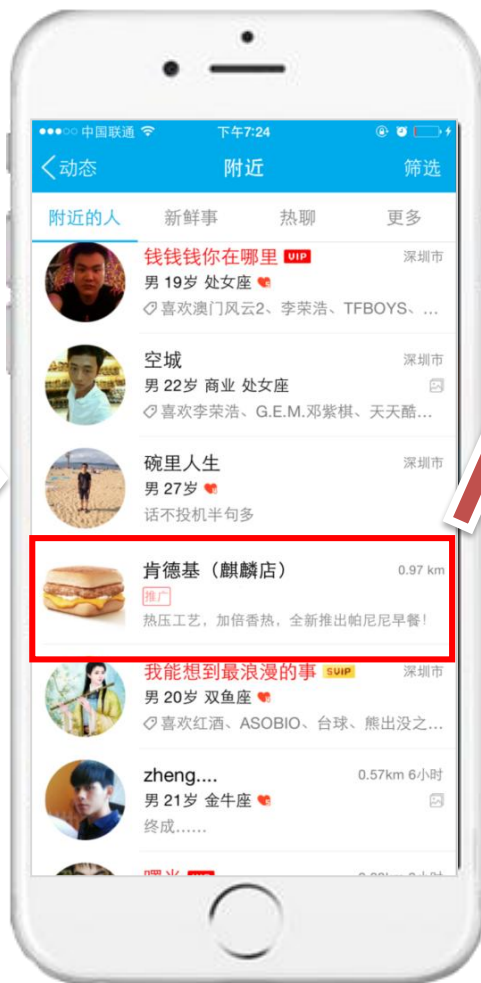 中国联通 下午7:24
动态 附近 筛选
附近的人 新鲜事 热聊 更多
钱钱钱你在哪里 VIP 深圳市
男 19岁 处女座
喜欢澳门风云2、李荣浩、TFBOYS、...
空城 深圳市
男 22岁 商业 处女座
喜欢李荣浩、G.E.M.邓紫棋、天天酷...
碗里人生 深圳市
男 27岁
话不投机半句多
肯德基（麒麟店） 0.97 km
推广
热压工艺，加倍香热，全新推出帕尼尼早餐！
我能想到最浪漫的事 SVIP 深圳市
男 20岁 双鱼座
喜欢红酒、ASOBIO、台球、熊出没之...
zheng.... 0.57km 6小时
男 21岁 金牛座
终成......